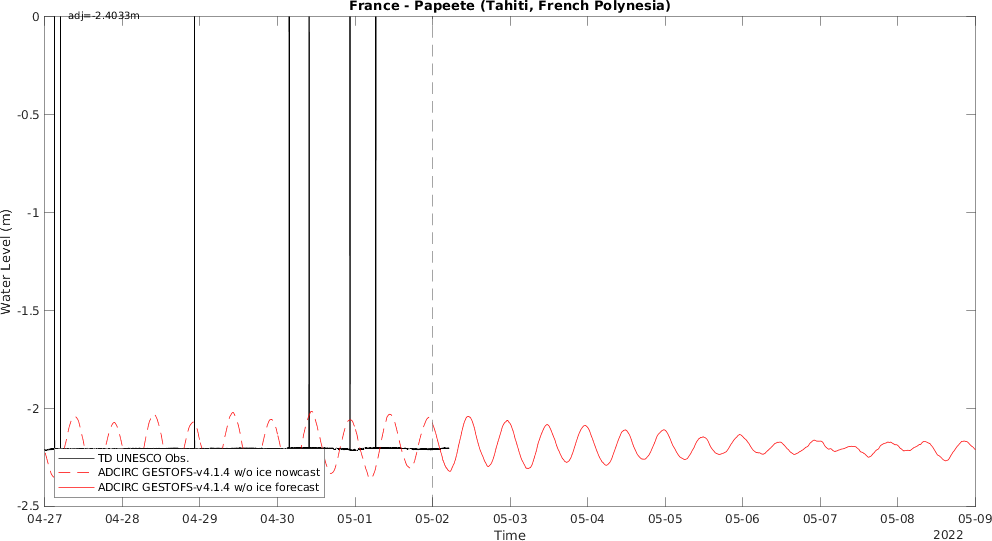 France - Papeete (Tahiti, French Polynesia)
adj=-2.4033m
0
-0.5
-1
-1.5
-2
-2.5
Water Level (m)
TD UNESCO Obs.
ADCIRC GESTOFS-v4.1.4 w/o ice nowcast
ADCIRC GESTOFS-v4.1.4 w/o ice forecast
04-27 04-28 04-29 04-30 05-01 05-02 05-03 05-04 05-05 05-06 05-07 05-08 05-09
Time
2022